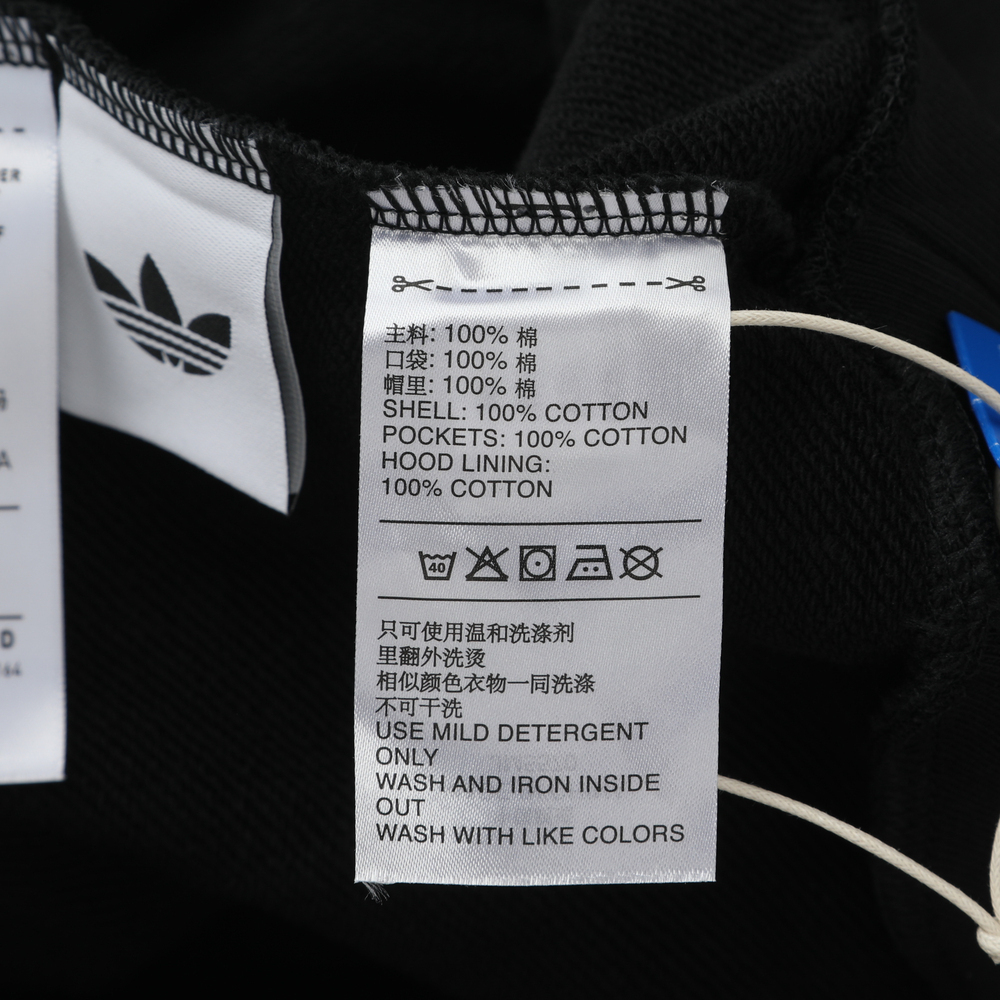 主料: 100% 棉
口袋: 100% 棉
帽里: 100% 棉
SHELL: 100% COTTON
POCKETS: 100% COTTON
HOOD LINING:
100% COTTON
40
只可使用温和洗涤剂
里翻外洗烫
相似颜色衣物一同洗涤
不可干洗
USE MILD DETERGENT
ONLY
WASH AND IRON INSIDE
OUT
WASH WITH LIKE COLORS